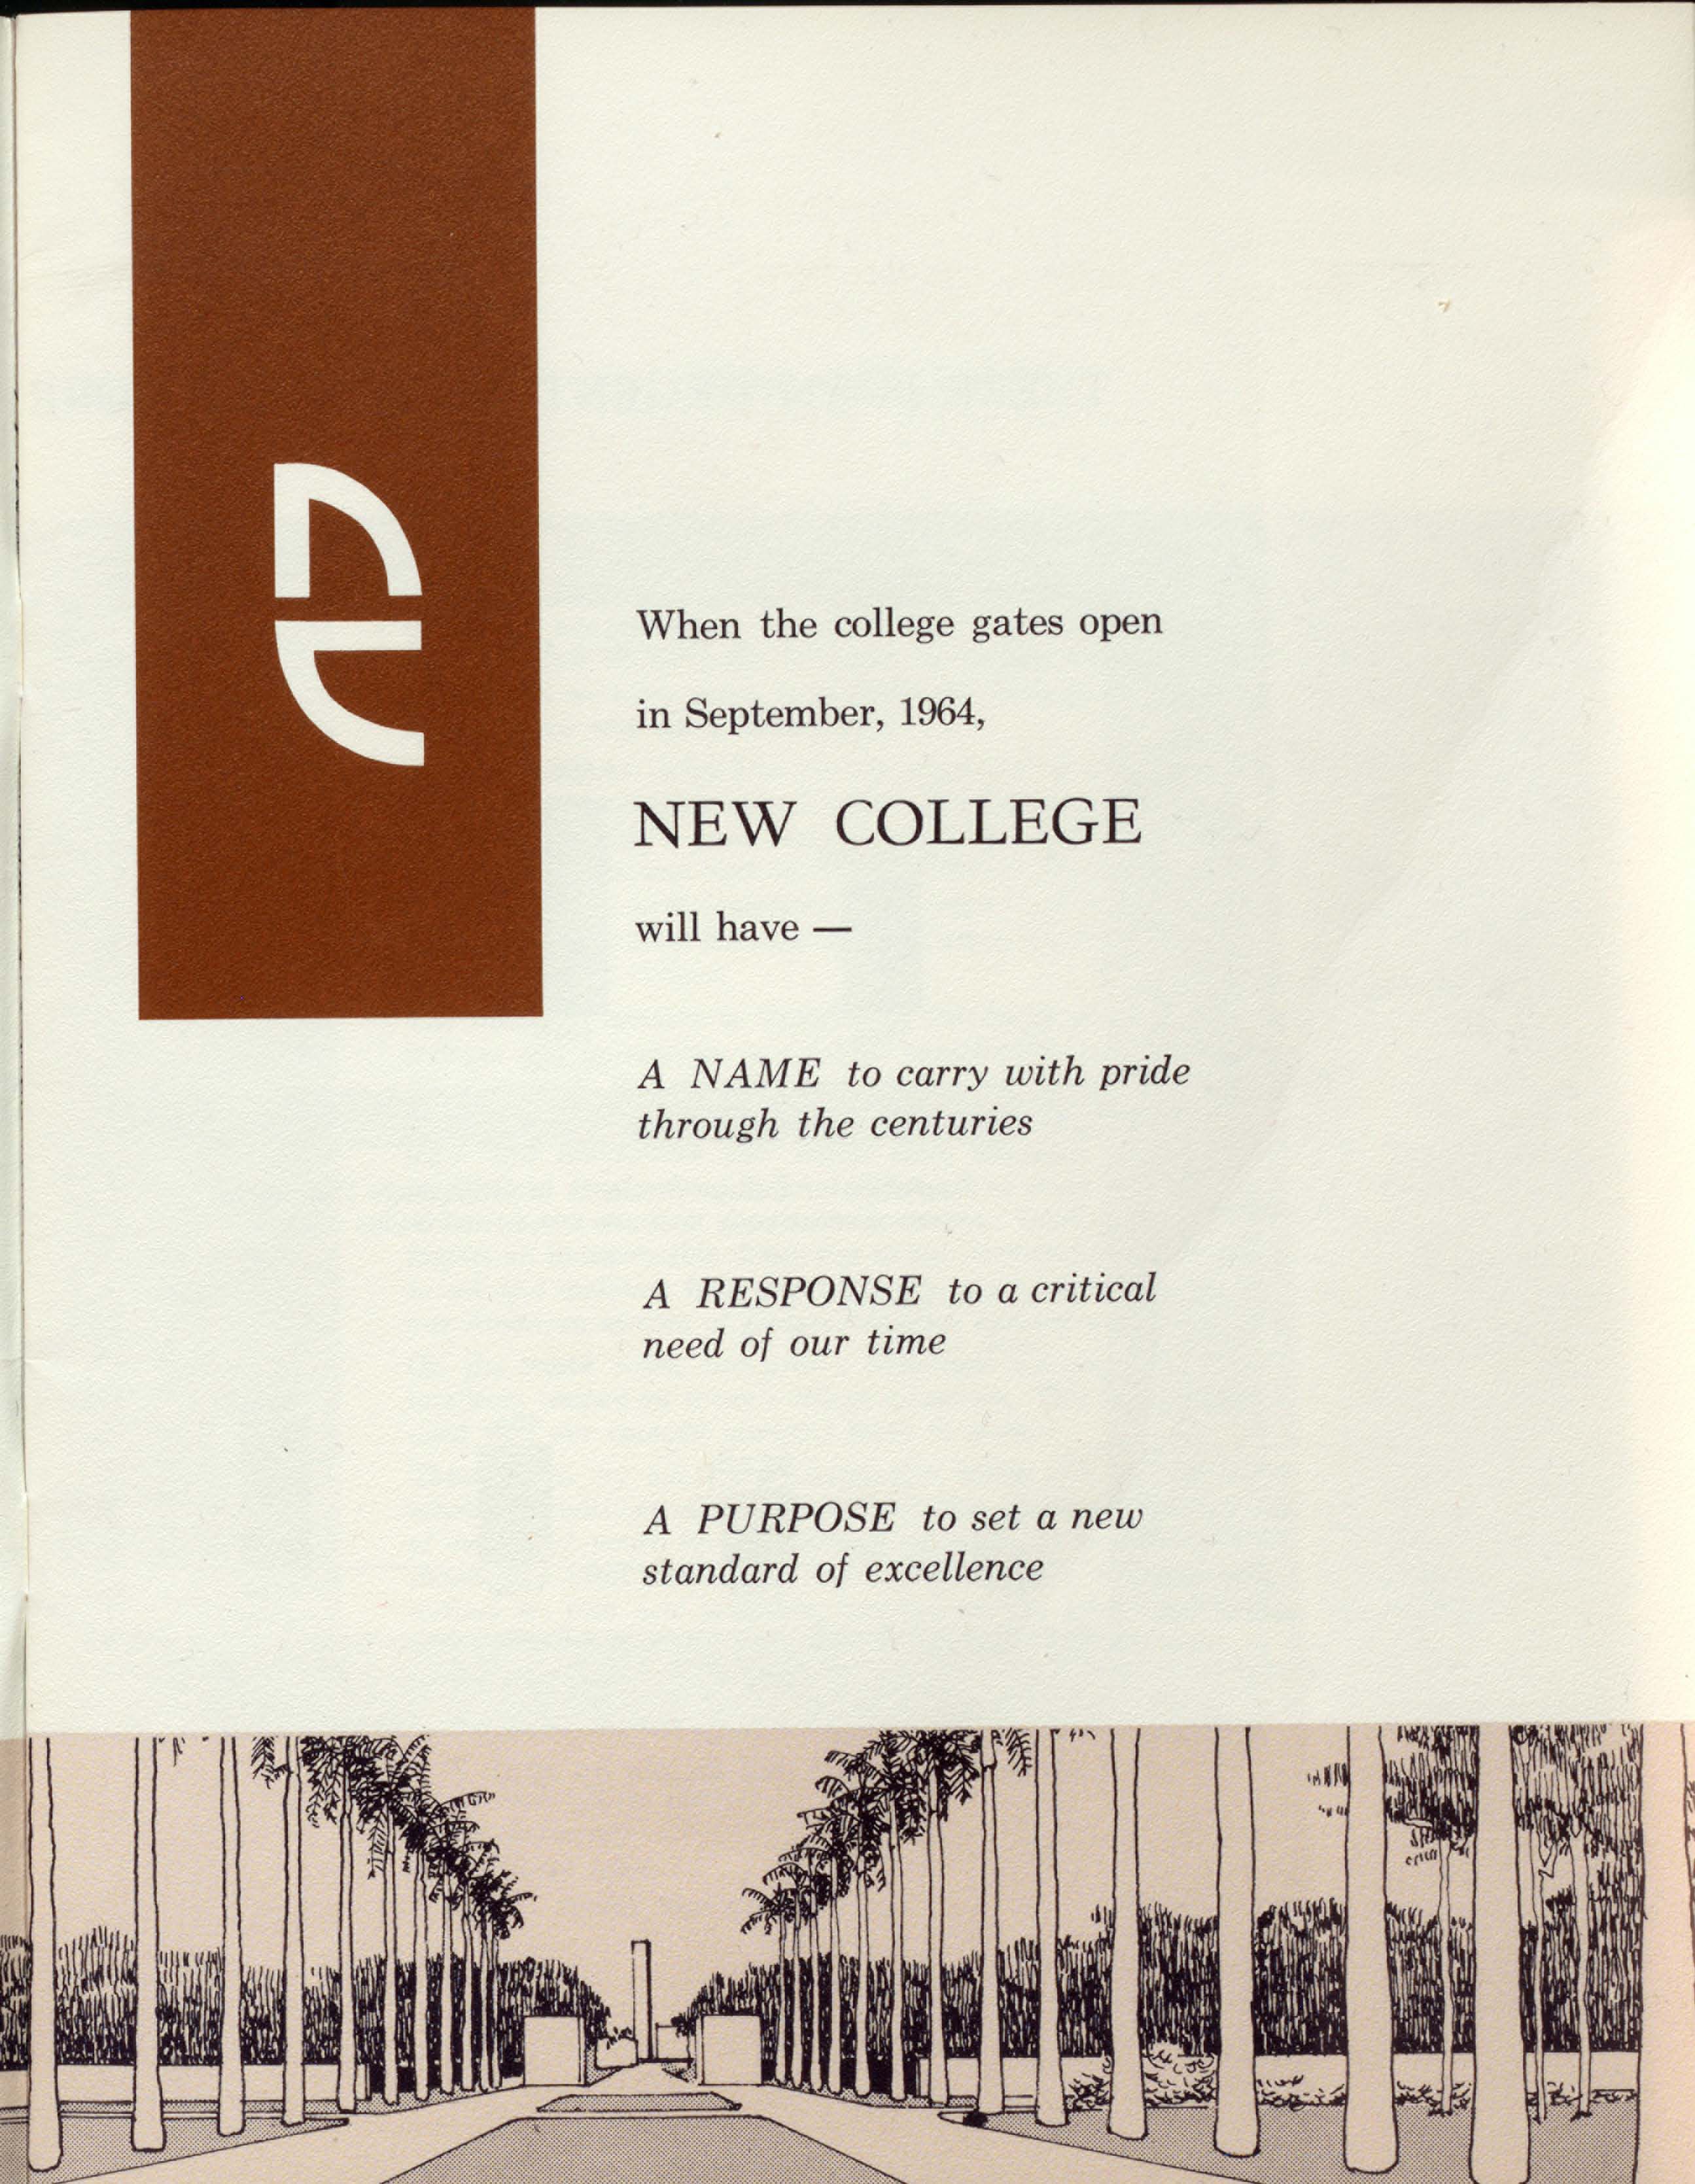 When the college gates open
in September, 1964,
NEW COLLEGE
will have —
A NAME to carry with pride
through the centuries
A RESPONSE to a critical
need of our time
A PURPOSE to set a new
standard of excellence